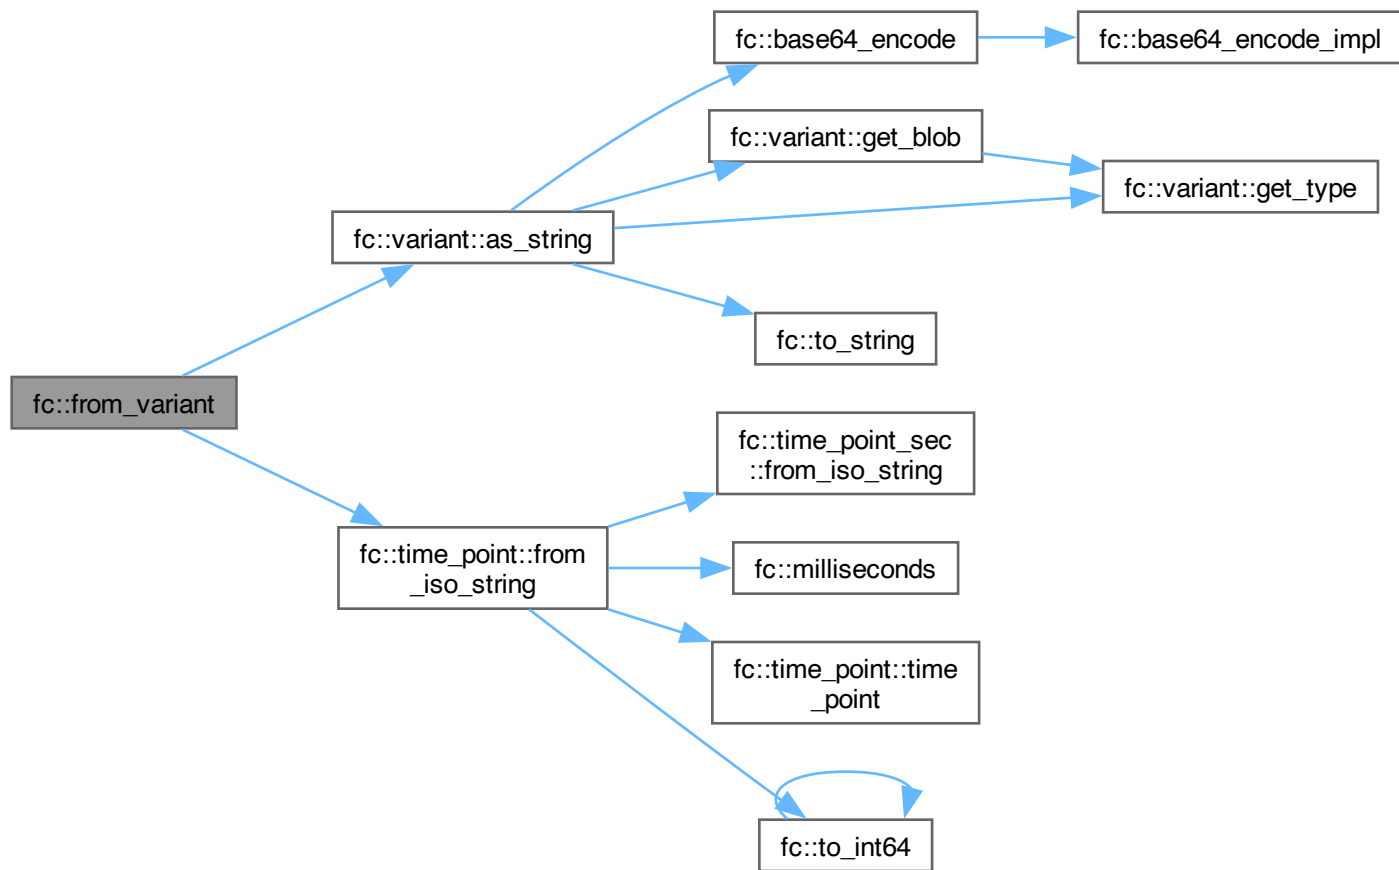 fc::base64_encode
fc::base64_encode_impl
fc::variant::get_blob
fc::variant::get_type
fc::variant::as_string
fc::to_string
fc::from_variant
fc::time_point_sec
::from_iso_string
fc::time_point::from
_iso_string
fc::milliseconds
fc::time_point::time
_point
fc::to_int64